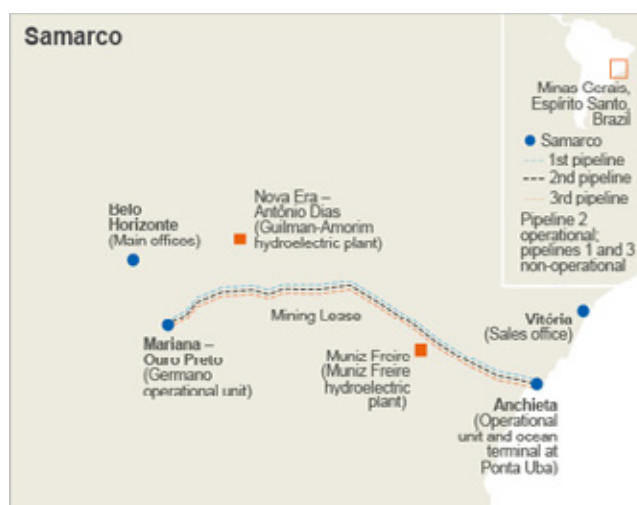 Samarco
Minas Gerais,
Espírito Santo,
Brazil
Samarco
1st pipeline
2nd pipeline
3rd pipeline
Pipeline 2
operational;
pipelines 1 and 3
non-operational
Nova Era –
Antônio Dias
(Guilman-Amorim
hydroelectric plant)
Belo
Horizonte
(Main offices)
Mining Lease
Vitória
(Sales office)
Mariana –
Ouro Preto
(Germano
operational unit)
Muniz Freire
(Muniz Freire
hydroelectric
plant)
Anchieta
(Operational
unit and ocean
terminal at
Ponta Uba)